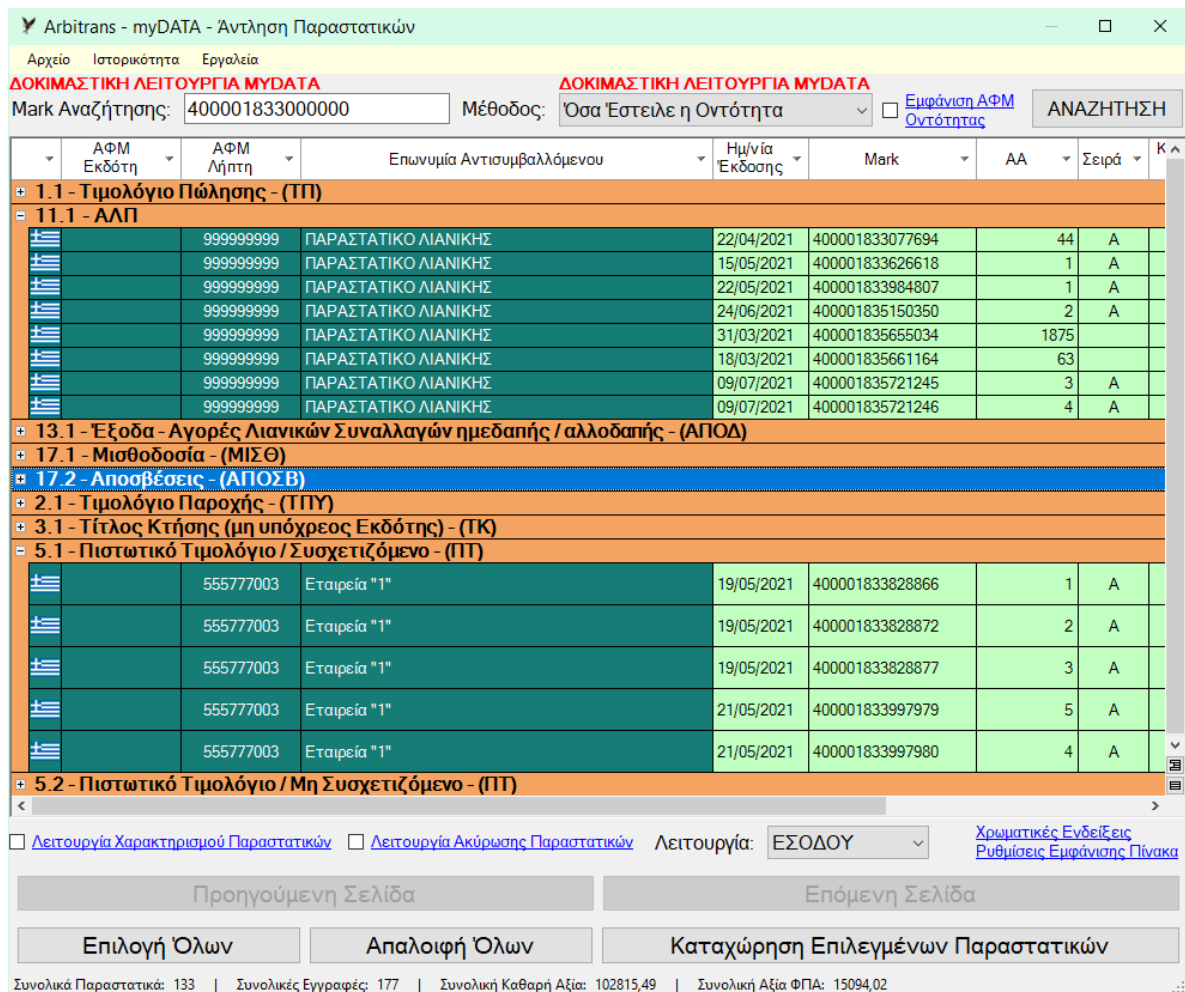 Arbitrans - myDATA - Άντληση Παραστατικών
Αρχείο Ιστορικότητα Εργαλεία
ΔΟΚΙΜΑΣΤΙΚΗ ΛΕΙΤΟΥΡΓΙΑ MYDATA ΔΟΚΙΜΑΣΤΙΚΗ ΛΕΙΤΟΥΡΓΙΑ MYDATA
Mark Αναζήτησης: 400001833000000 Μέθοδος: Όσα Έστειλε η Οντότητα Εμφάνιση ΑΦΜ Οντότητας ΑΝΑΖΗΤΗΣΗ
ΑΦΜ Εκδότη ΑΦΜ Λήπτη Επωνυμία Αντισυμβαλλόμενου Ημ/νία Έκδοσης Mark ΑΑ Σειρά Κ
1.1 - Τιμολόγιο Πώλησης - (ΤΠ)
11.1 - ΑΛΠ
999999999 ΠΑΡΑΣΤΑΤΙΚΟ ΛΙΑΝΙΚΗΣ 22/04/2021 400001833077694 44 Α
999999999 ΠΑΡΑΣΤΑΤΙΚΟ ΛΙΑΝΙΚΗΣ 15/05/2021 400001833626618 1 Α
999999999 ΠΑΡΑΣΤΑΤΙΚΟ ΛΙΑΝΙΚΗΣ 22/05/2021 400001833984807 1 Α
999999999 ΠΑΡΑΣΤΑΤΙΚΟ ΛΙΑΝΙΚΗΣ 24/06/2021 400001835150350 2 Α
999999999 ΠΑΡΑΣΤΑΤΙΚΟ ΛΙΑΝΙΚΗΣ 31/03/2021 400001835655034 1875
999999999 ΠΑΡΑΣΤΑΤΙΚΟ ΛΙΑΝΙΚΗΣ 18/03/2021 400001835661164 63
999999999 ΠΑΡΑΣΤΑΤΙΚΟ ΛΙΑΝΙΚΗΣ 09/07/2021 400001835721245 3 Α
999999999 ΠΑΡΑΣΤΑΤΙΚΟ ΛΙΑΝΙΚΗΣ 09/07/2021 400001835721246 4 Α
13.1 - Έξοδα - Αγορές Λιανικών Συναλλαγών ημεδαπής / αλλοδαπής - (ΑΠΟΔ)
17.1 - Μισθοδοσία - (ΜΙΣΘ)
17.2 - Αποσβέσεις - (ΑΠΟΣΒ)
2.1 - Τιμολόγιο Παροχής - (ΤΠΥ)
3.1 - Τίτλος Κτήσης (μη υπόχρεος Εκδότης) - (ΤΚ)
5.1 - Πιστωτικό Τιμολόγιο / Συσχετιζόμενο - (ΠΤ)
555777003 Εταιρεία "1" 19/05/2021 400001833828866 1 Α
555777003 Εταιρεία "1" 19/05/2021 400001833828872 2 Α
555777003 Εταιρεία "1" 19/05/2021 400001833828877 3 Α
555777003 Εταιρεία "1" 21/05/2021 400001833997979 5 Α
555777003 Εταιρεία "1" 21/05/2021 400001833997980 4 Α
5.2 - Πιστωτικό Τιμολόγιο / Μη Συσχετιζόμενο - (ΠΤ)
Λειτουργία Χαρακτηρισμού Παραστατικών Λειτουργία Ακύρωσης Παραστατικών Λειτουργία: ΕΣΟΔΟΥ Χρωματικές Ενδείξεις
Ρυθμίσεις Εμφάνισης Πίνακα
Προηγούμενη Σελίδα Επόμενη Σελίδα
Επιλογή Όλων Απαλοιφή Όλων Καταχώρηση Επιλεγμένων Παραστατικών
Συνολικά Παραστατικά: 133 | Συνολικές Εγγραφές: 177 | Συνολική Καθαρή Αξία: 102815,49 | Συνολική Αξία ΦΠΑ: 15094,02